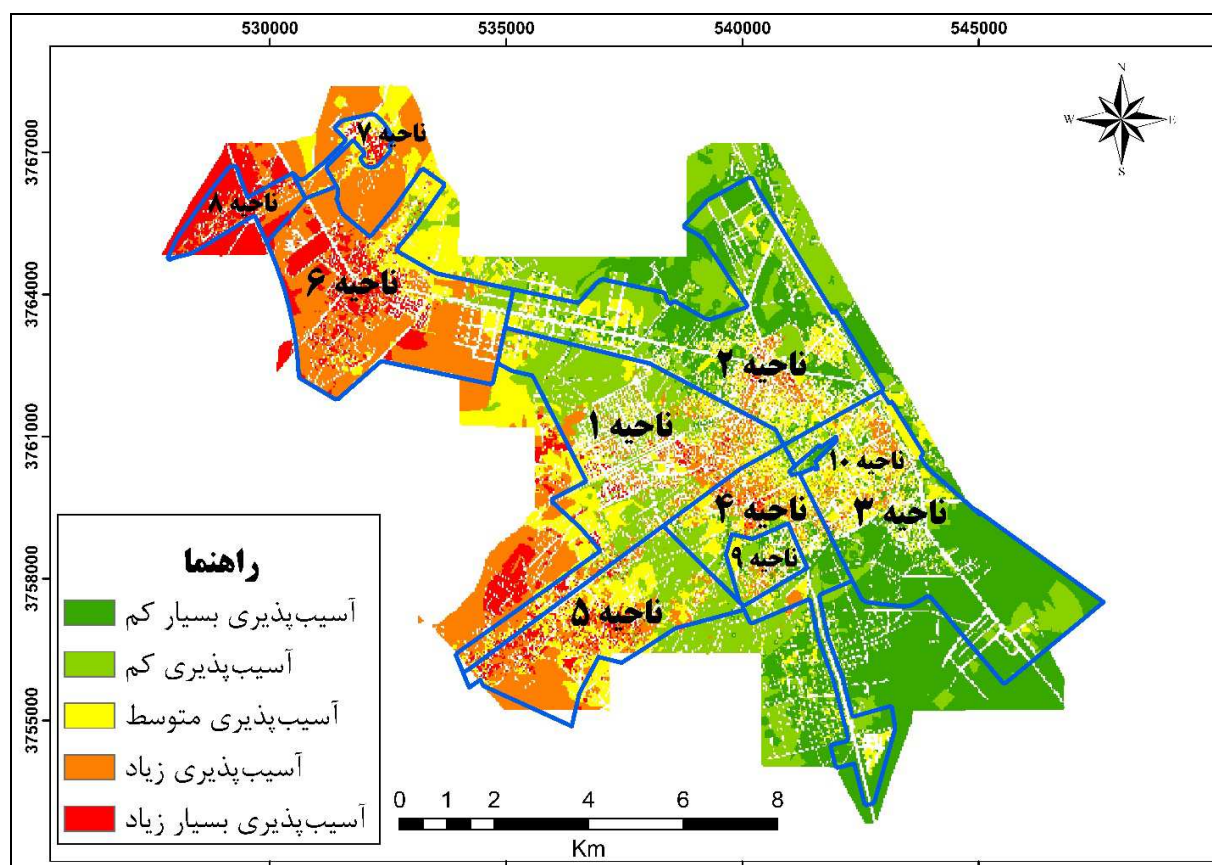 530000 535000 540000 545000
3767000
3764000
3761000
3758000
3755000
N
W E
S
ناحیه ۷
ناحیه ۸
ناحیه ۶
ناحیه ۲
ناحیه ۱
ناحیه ۱۰
ناحیه ۴
ناحیه ۳
ناحیه ۹
ناحیه ۵
راهنما
آسیب‌پذیری بسیار کم
آسیب‌پذیری کم
آسیب‌پذیری متوسط
آسیب‌پذیری زیاد
آسیب‌پذیری بسیار زیاد
0 1 2 4 6 8
Km